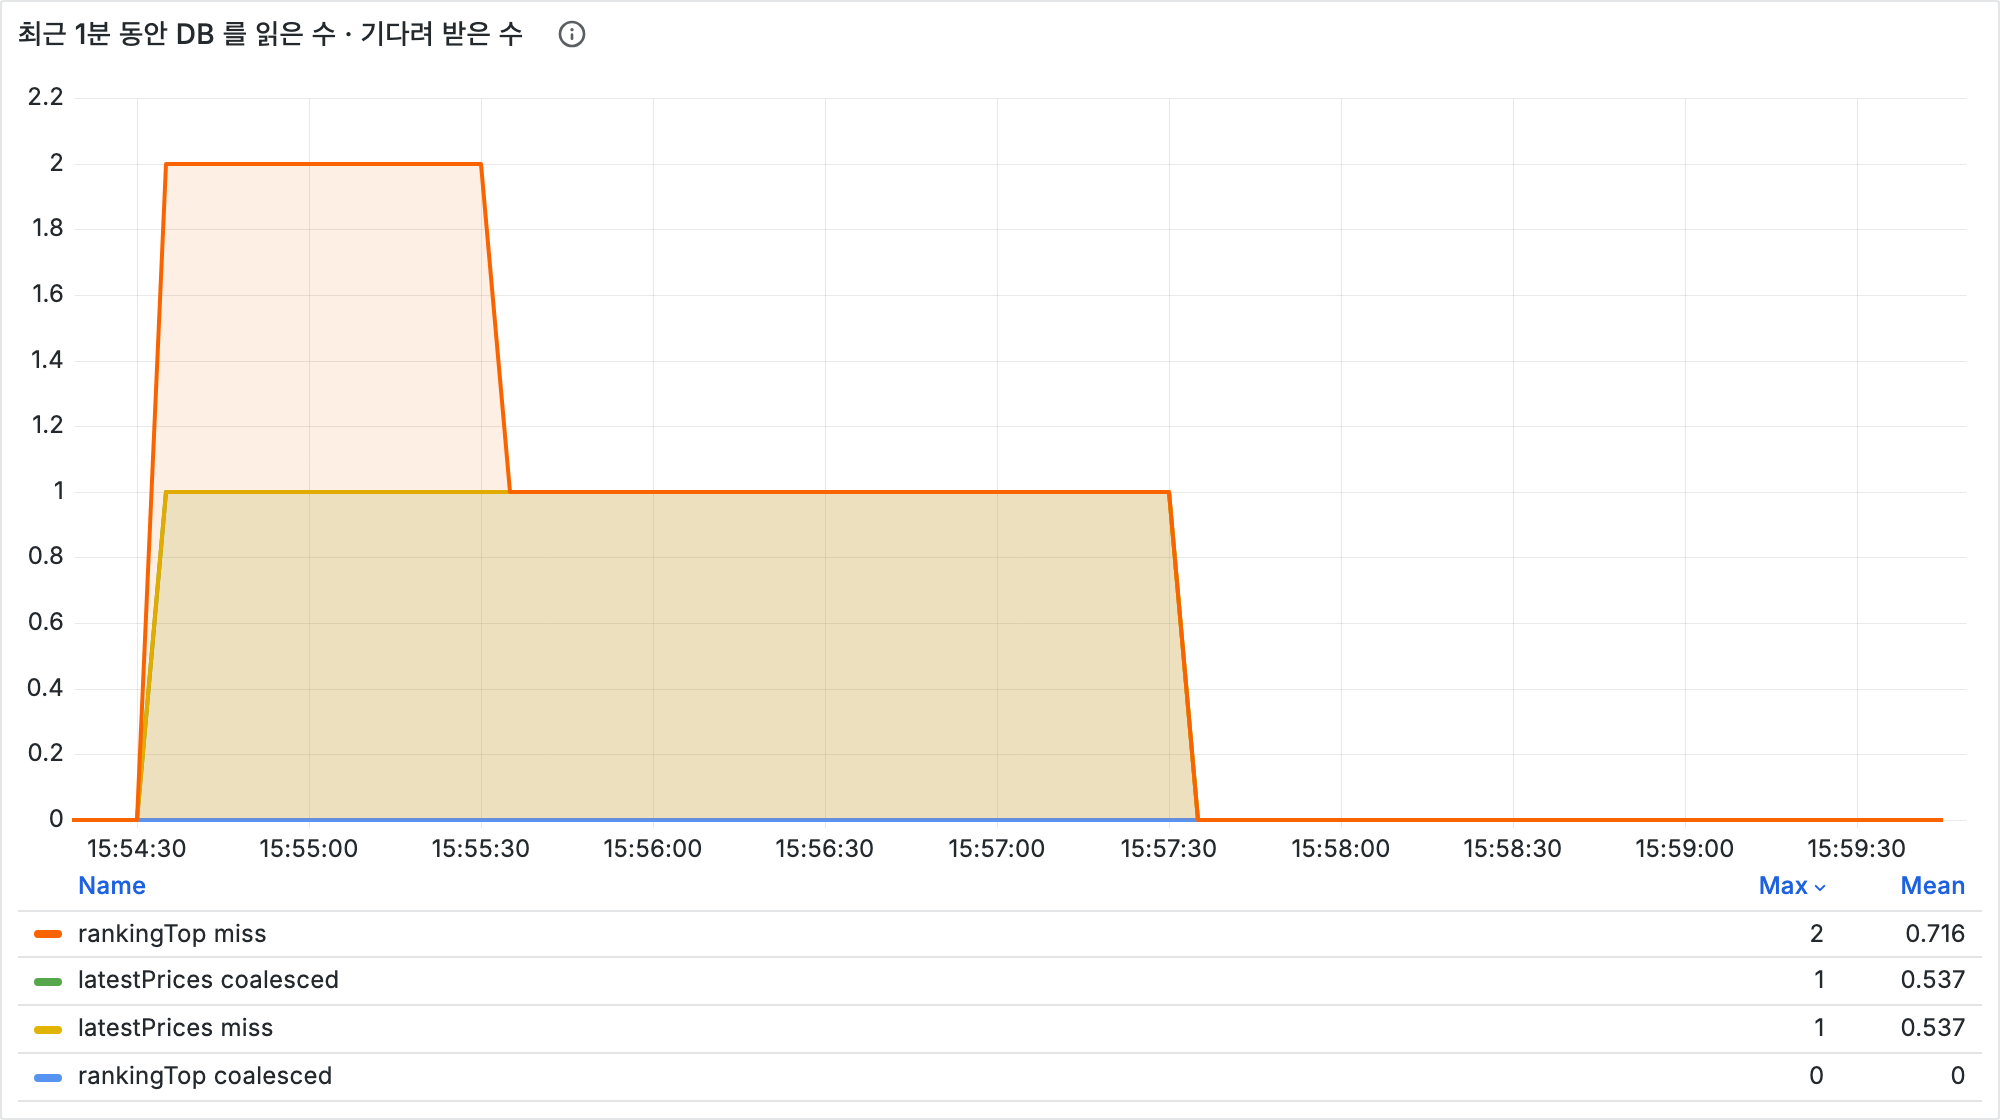 최근 1분 동안 DB 를 읽은 수 · 기다려 받은 수
2.2
2
1.8
1.6
1.4
1.2
1
0.8
0.6
0.4
0.2
0
15:54:30 15:55:00 15:55:30 15:56:00 15:56:30 15:57:00 15:57:30 15:58:00 15:58:30 15:59:00 15:59:30
Name Max Mean
rankingTop miss 2 0.716
latestPrices coalesced 1 0.537
latestPrices miss 1 0.537
rankingTop coalesced 0 0